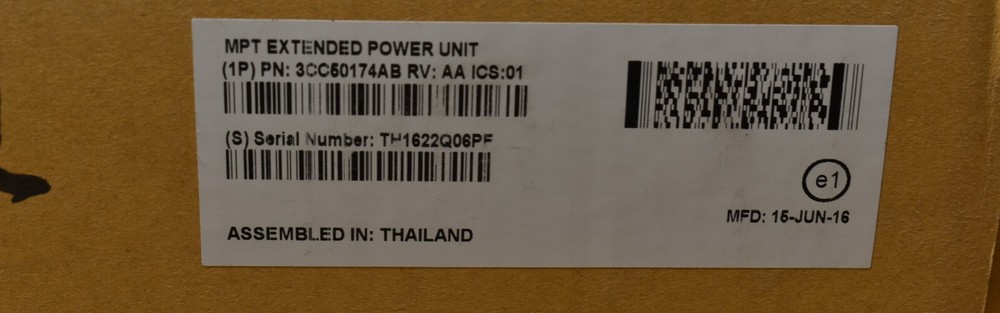 MPT EXTENDED POWER UNIT
(1P) PN: 3CC50174AB RV: AA ICS:01
(S) Serial Number: TH1622Q06PF
e1
MFD: 15-JUN-16
ASSEMBLED IN: THAILAND